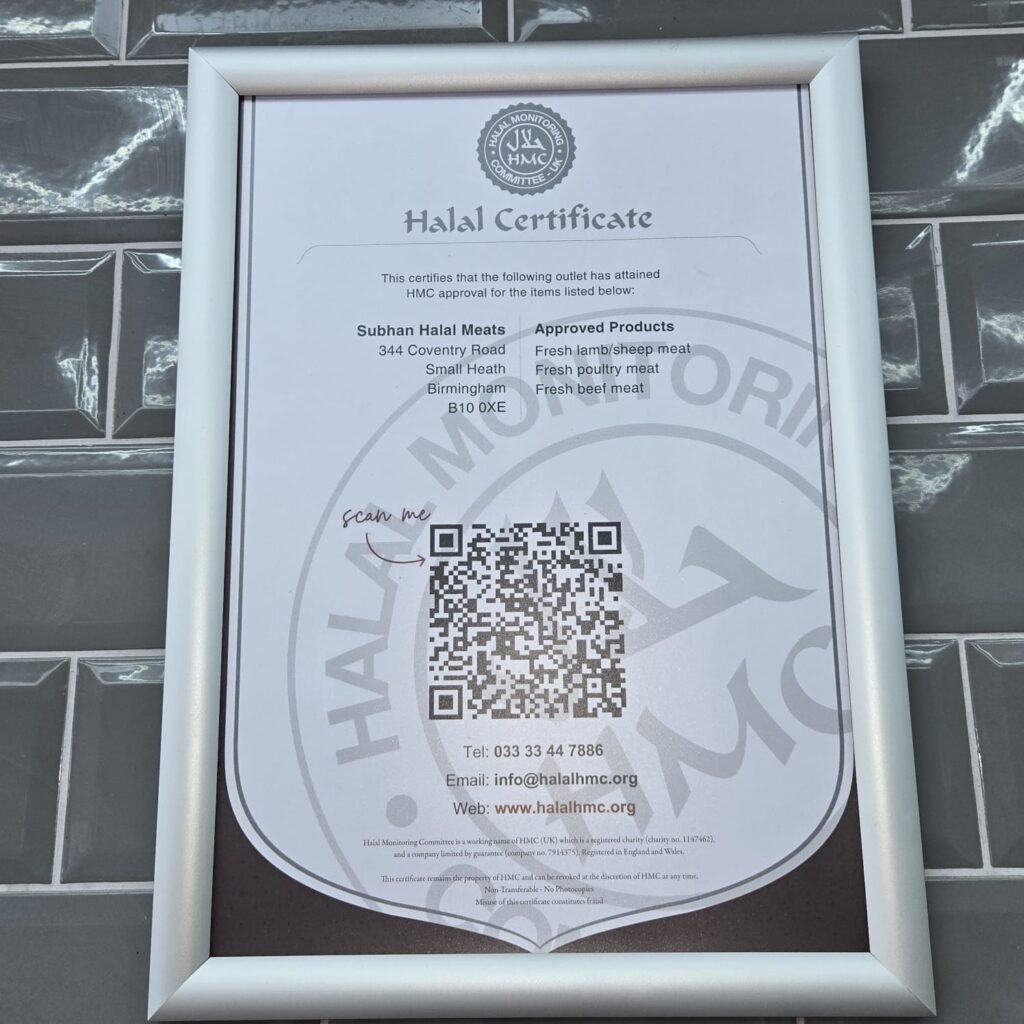 HALAL MONITORING
حلال
HMC
COMMITTEE - UK
Halal Certificate
This certifies that the following outlet has attained
HMC approval for the items listed below:
Subhan Halal Meats
344 Coventry Road
Small Heath
Birmingham
B10 0XE
Approved Products
Fresh lamb/sheep meat
Fresh poultry meat
Fresh beef meat
HALAL MONITORI
HMC
scan me
Tel: 033 33 44 7886
Email: info@halalhmc.org
Web: www.halalhmc.org
Halal Monitoring Committee is a working name of HMC (UK) which is a registered charity (charity no. 1147462),
and a company limited by guarantee (company no. 7914375). Registered in England and Wales.
This certificate remains the property of HMC and can be revoked at the discretion of HMC at any time.
Non-Transferable - No Photocopies
Misuse of this certificate constitutes fraud